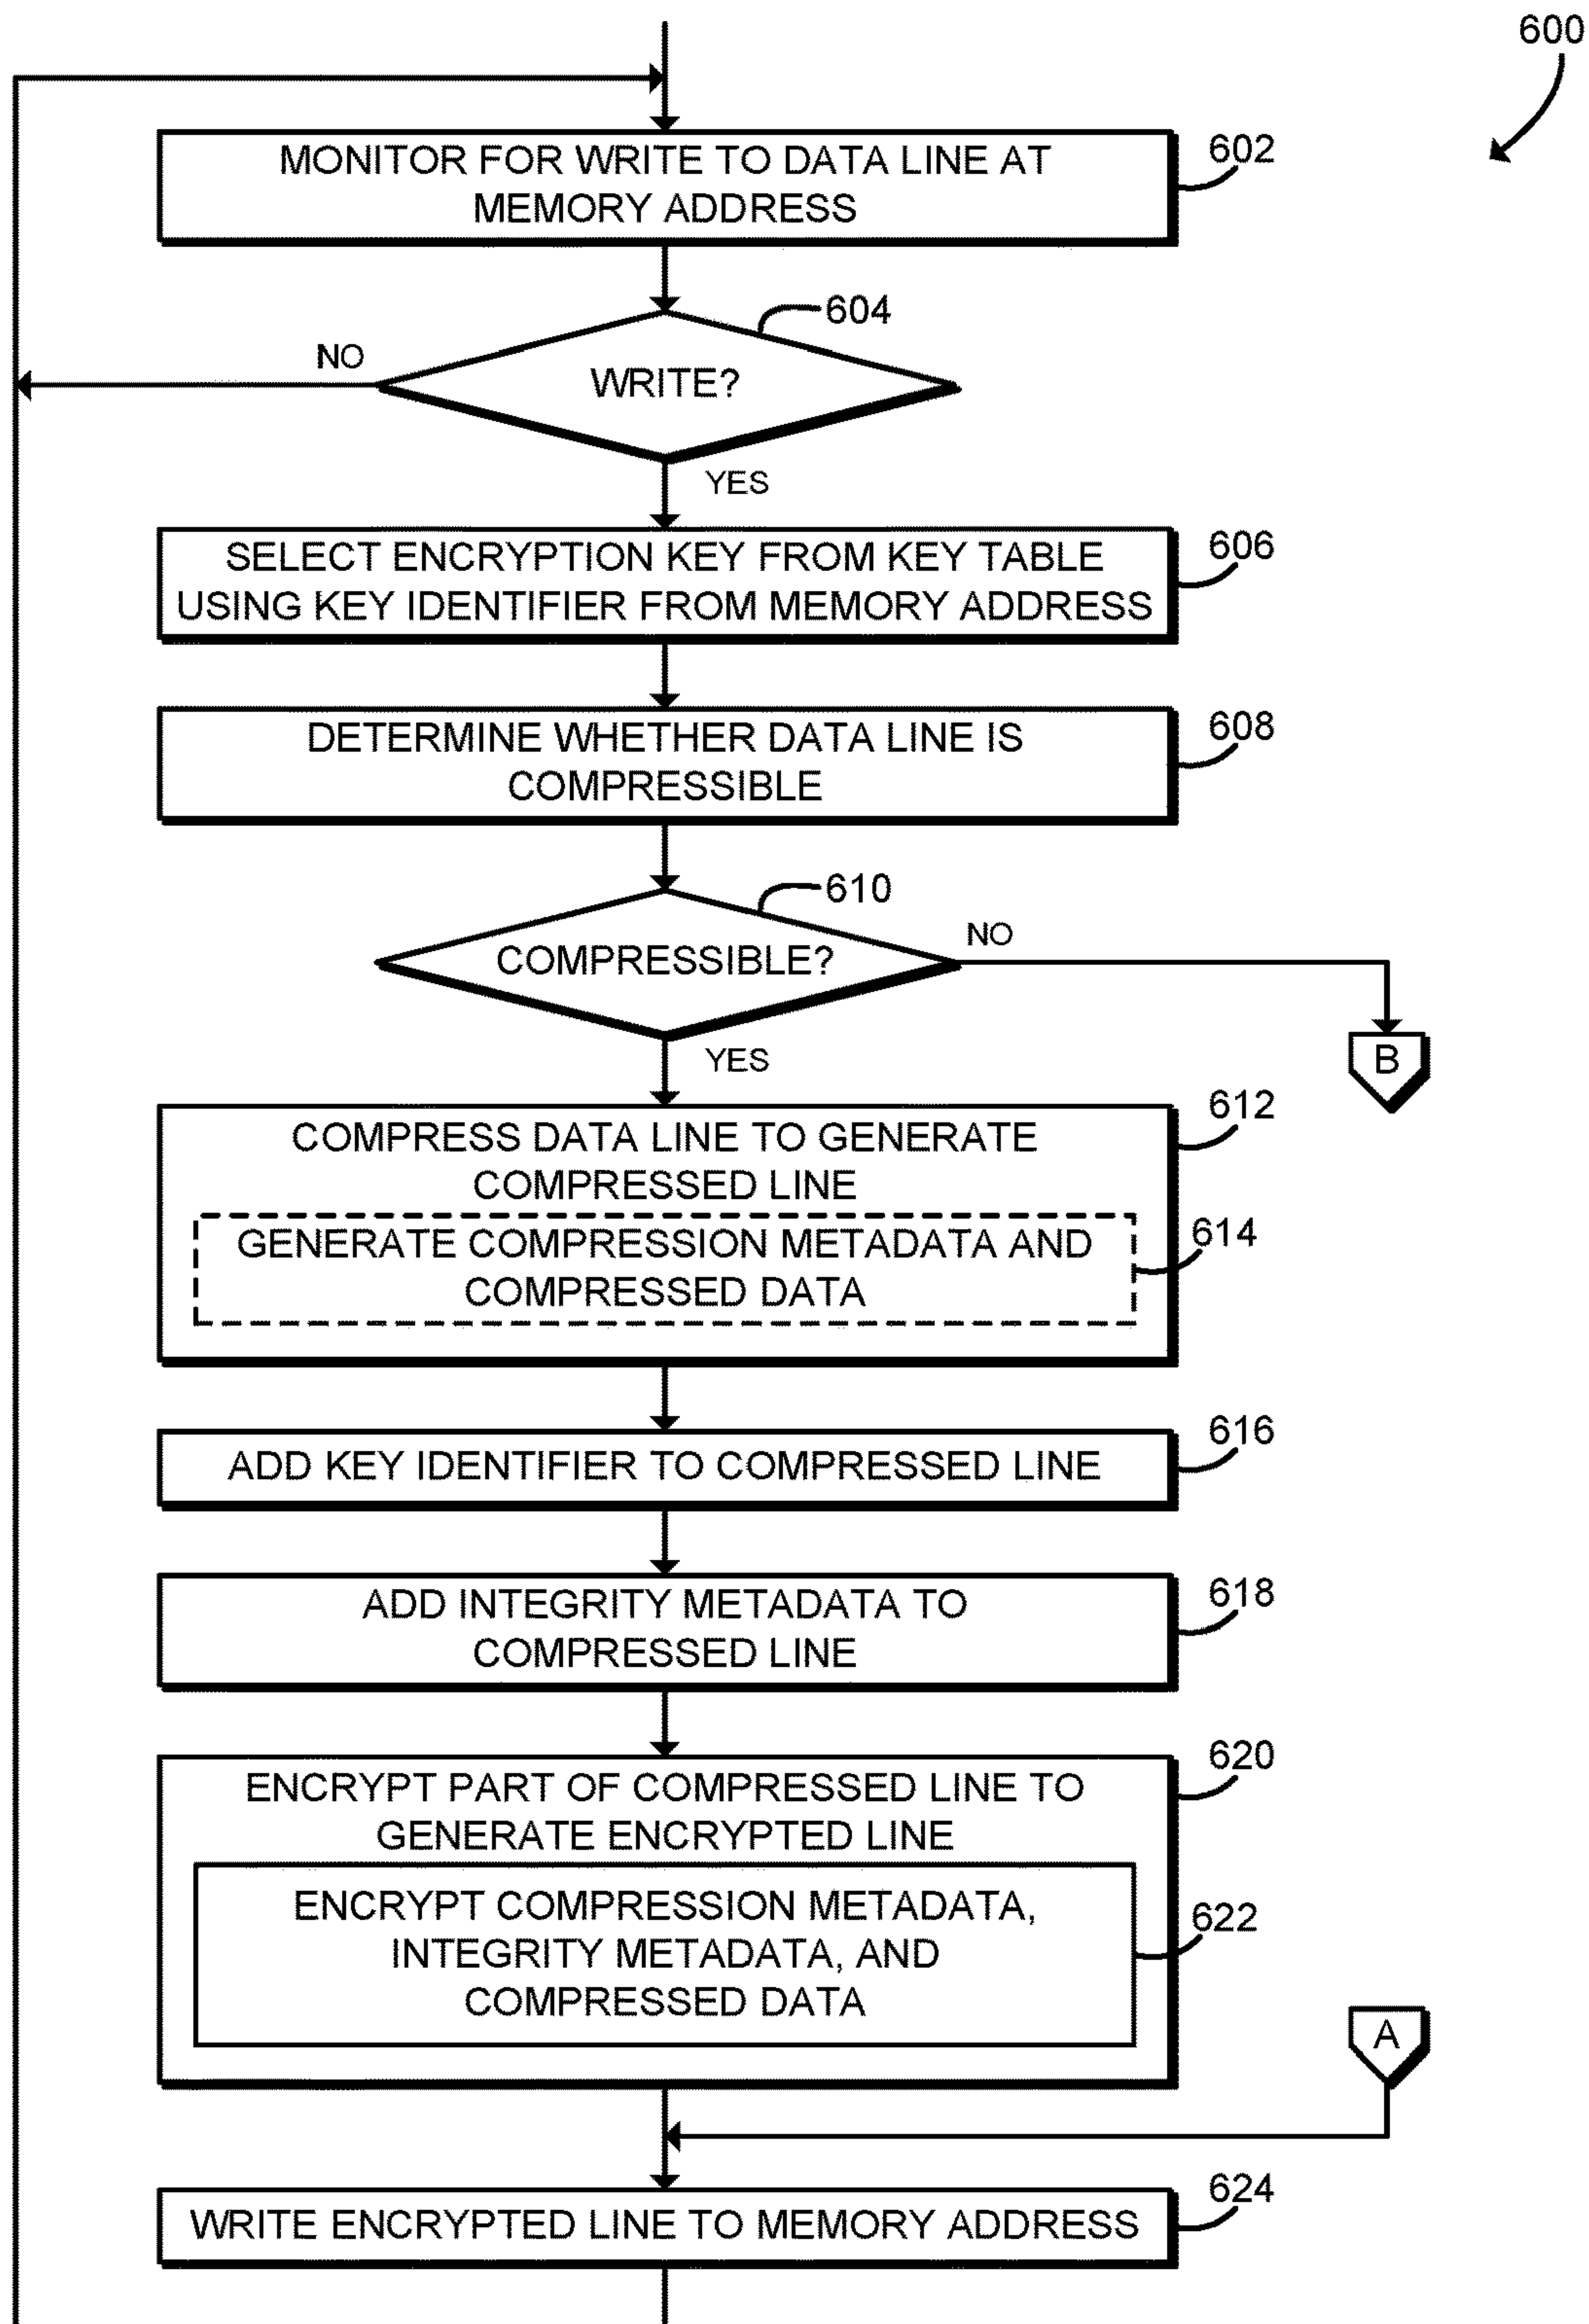 600
MONITOR FOR WRITE TO DATA LINE AT
MEMORY ADDRESS
602
604
NO
WRITE?
YES
SELECT ENCRYPTION KEY FROM KEY TABLE
USING KEY IDENTIFIER FROM MEMORY ADDRESS
606
DETERMINE WHETHER DATA LINE IS
COMPRESSIBLE
608
610
COMPRESSIBLE?
NO
YES
B
COMPRESS DATA LINE TO GENERATE
COMPRESSED LINE
612
GENERATE COMPRESSION METADATA AND
COMPRESSED DATA
614
ADD KEY IDENTIFIER TO COMPRESSED LINE
616
ADD INTEGRITY METADATA TO
COMPRESSED LINE
618
ENCRYPT PART OF COMPRESSED LINE TO
GENERATE ENCRYPTED LINE
620
ENCRYPT COMPRESSION METADATA,
INTEGRITY METADATA, AND
COMPRESSED DATA
622
A
WRITE ENCRYPTED LINE TO MEMORY ADDRESS
624